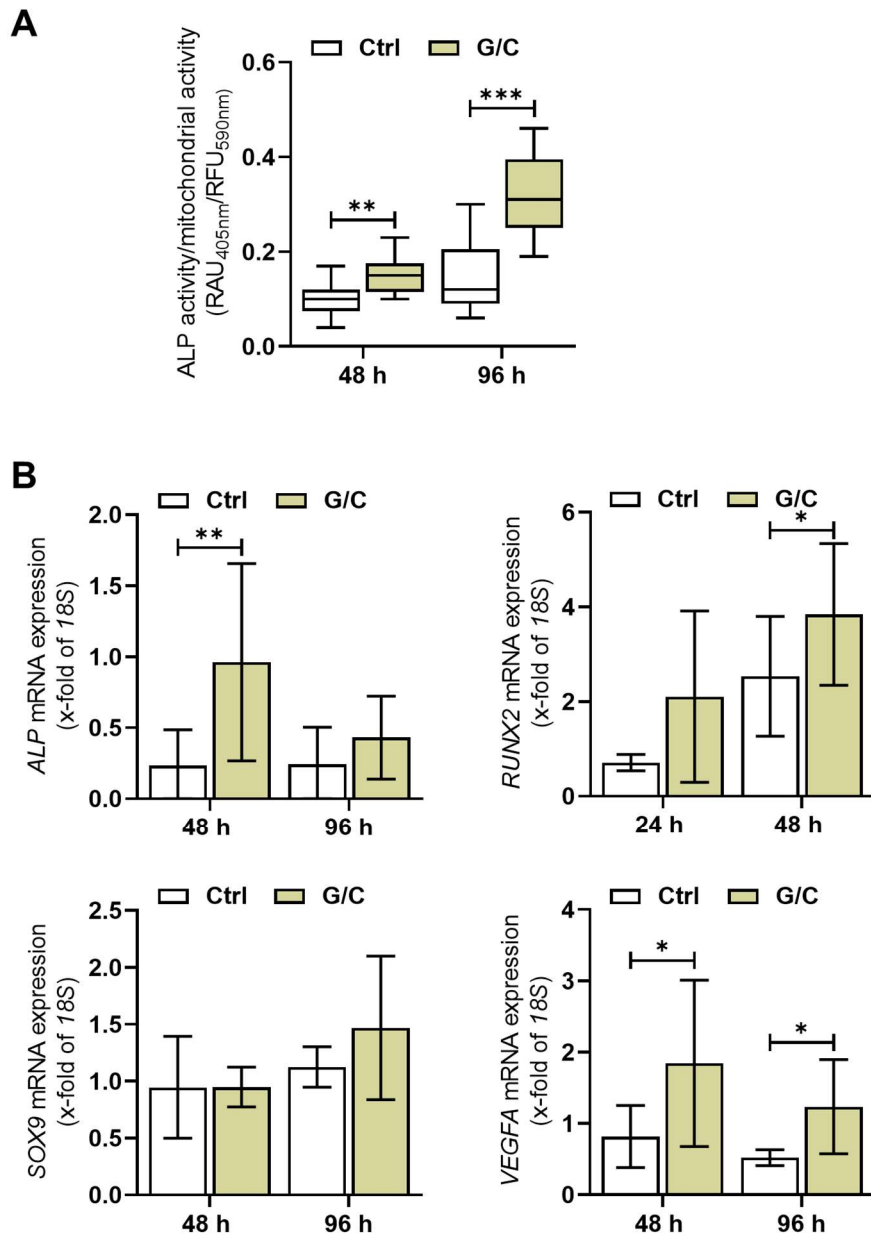 A
Ctrl G/C
ALP activity/mitochondrial activity
(RAU405nm/RFU590nm)
0.6
0.4
0.2
0.0
**
***
48 h 96 h
B
Ctrl G/C
ALP mRNA expression
(x-fold of 18S)
2.0
1.5
1.0
0.5
0.0
**
48 h 96 h
Ctrl G/C
RUNX2 mRNA expression
(x-fold of 18S)
6
4
2
0
*
24 h 48 h
Ctrl G/C
SOX9 mRNA expression
(x-fold of 18S)
2.5
2.0
1.5
1.0
0.5
0.0
48 h 96 h
Ctrl G/C
VEGFA mRNA expression
(x-fold of 18S)
4
3
2
1
0
*
*
48 h 96 h